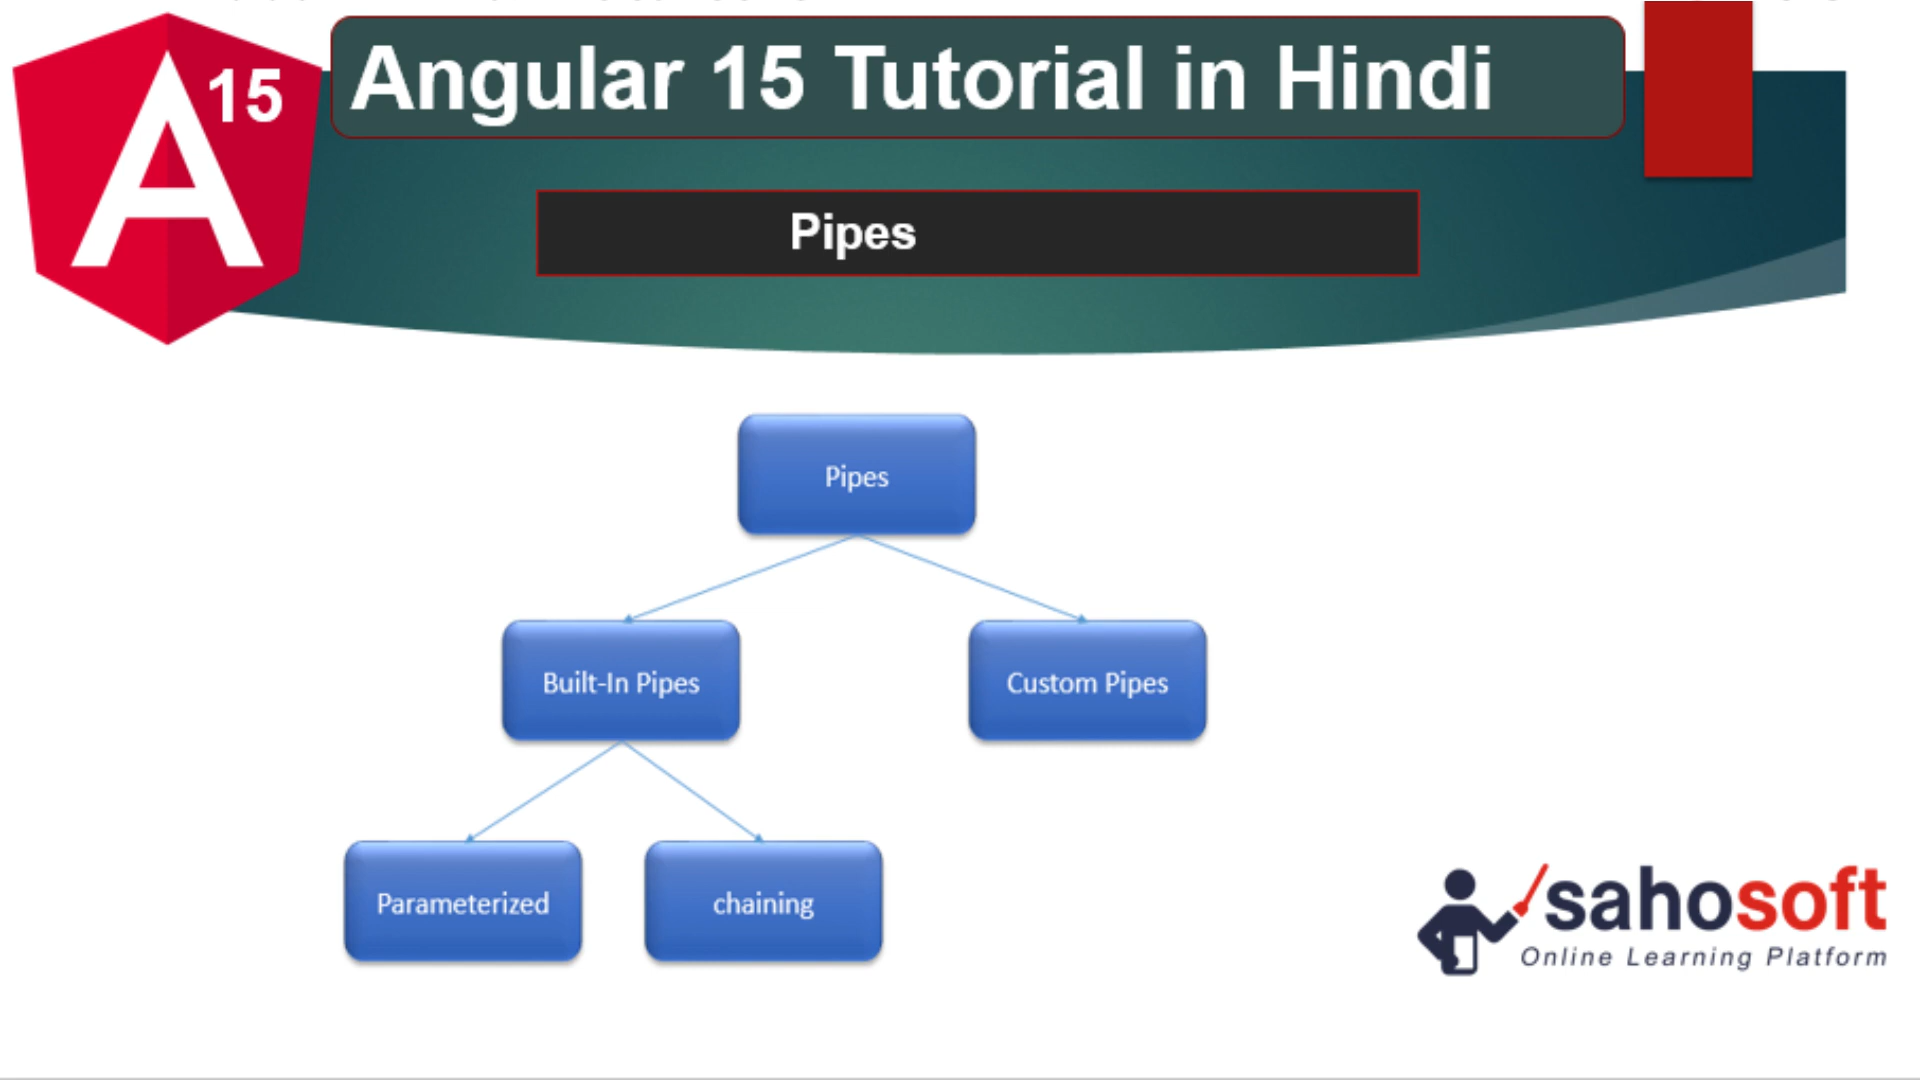 15
Angular 15 Tutorial in Hindi
Pipes
Pipes
Built-In Pipes
Custom Pipes
Parameterized
chaining
sahosoft
Online Learning Platform